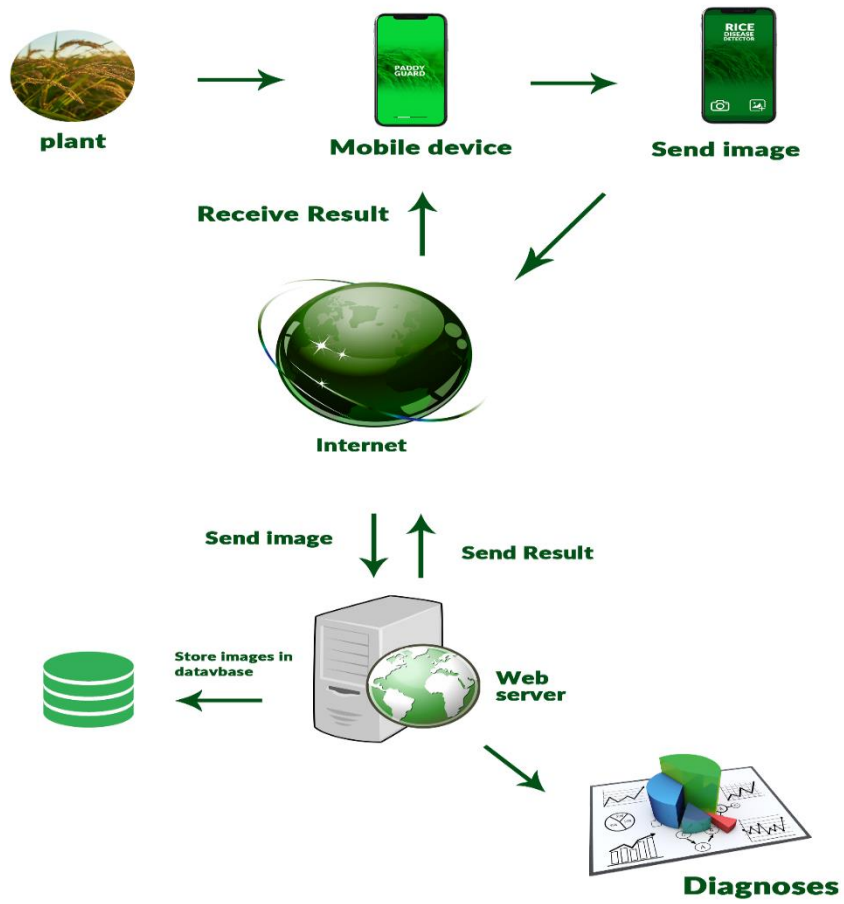 PADDY
GUARD
RICE
DISEASE
DETECTOR
plant
Mobile device
Send image
Receive Result
Internet
Send image
Send Result
Store images in
datavbase
Web
server
Diagnoses